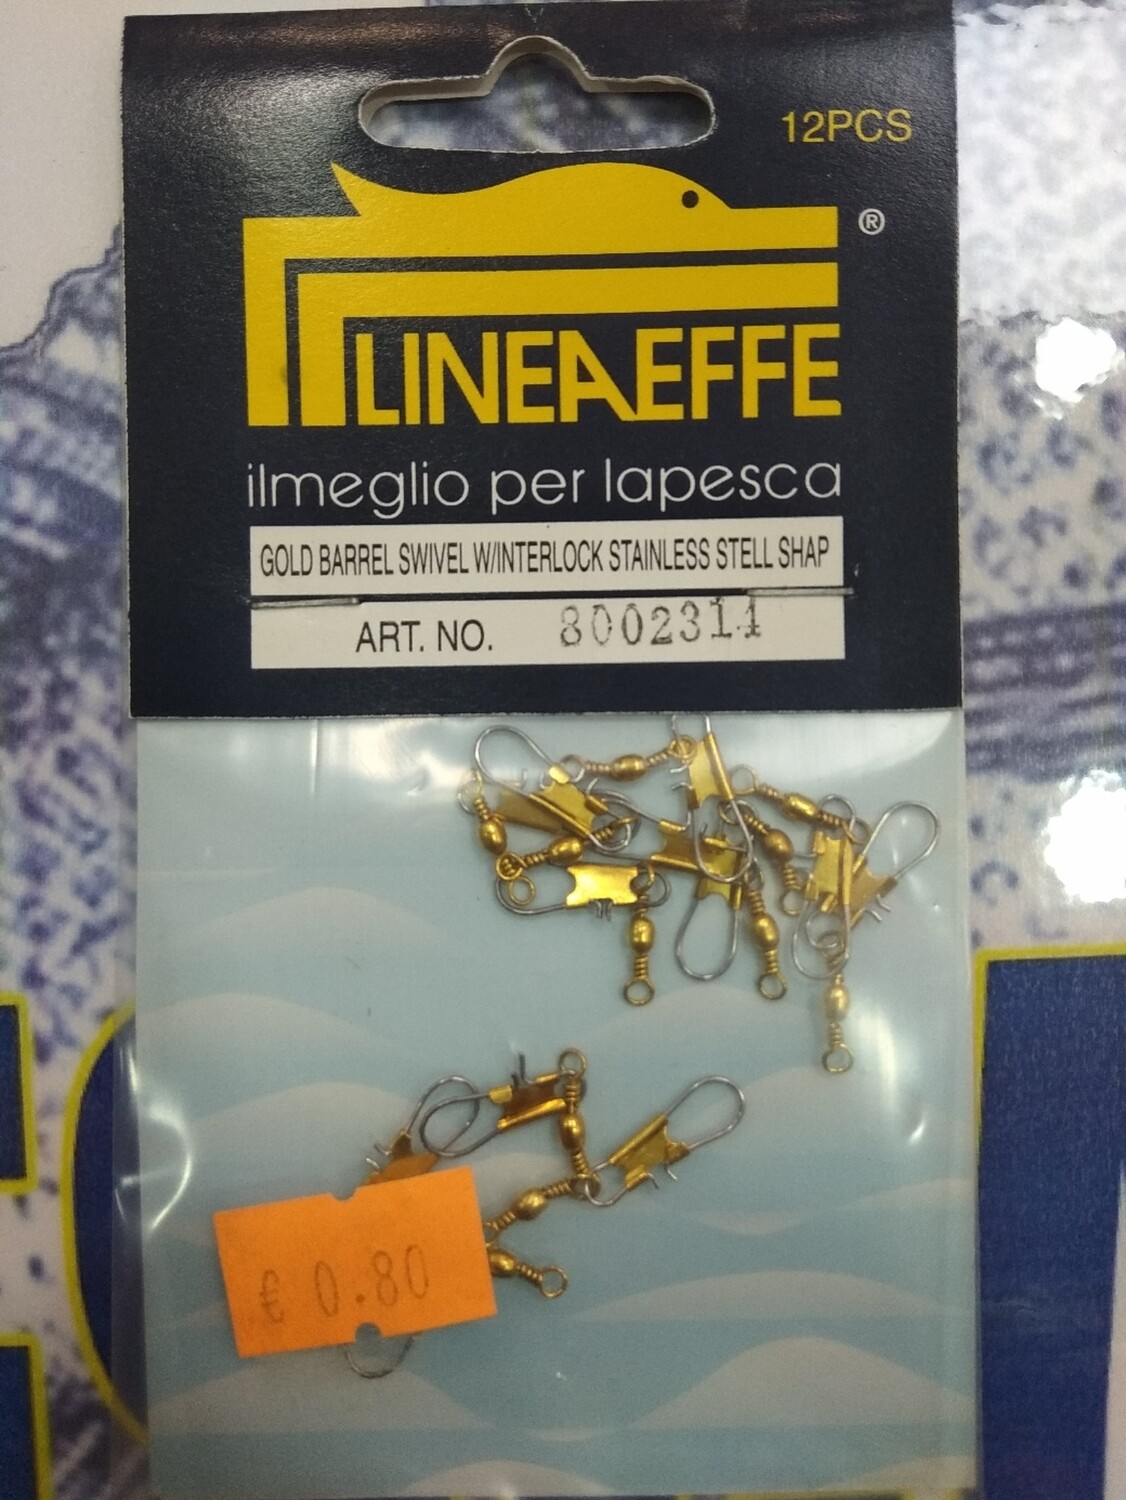 12PCS
®
LINEAEFFE
ilmeglio per lapesca
GOLD BARREL SWIVEL W/INTERLOCK STAINLESS STELL SHAP
ART. NO. 8002314
€ 0.80